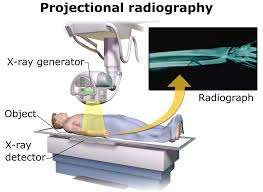 Projectional radiography
X-ray generator
Radiograph
Object
X-ray
detector